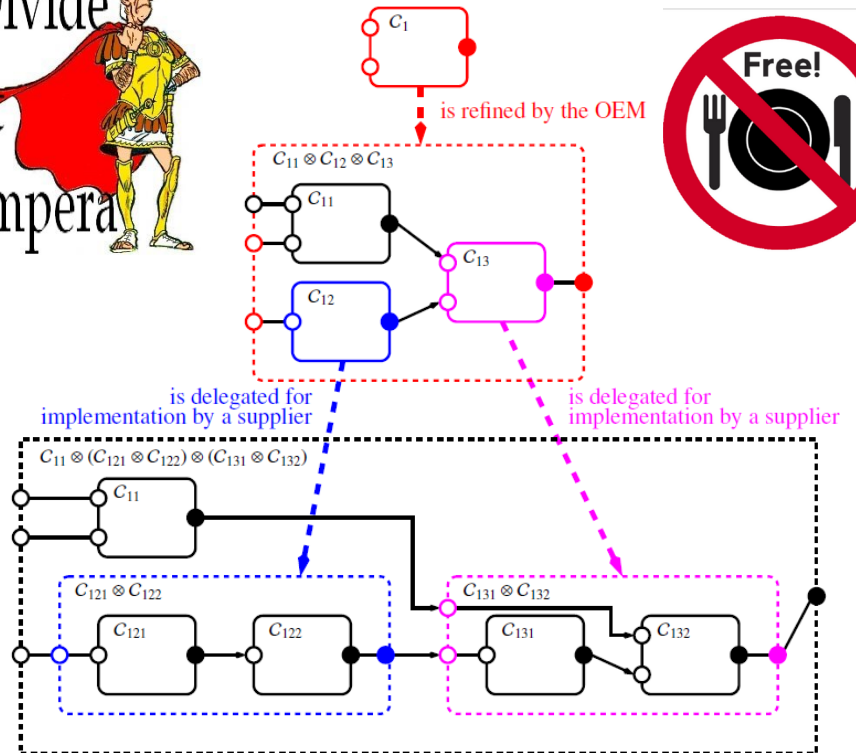 C₁
Free!
is refined by the OEM
C₁₁ ⊗ C₁₂ ⊗ C₁₃
C₁₁
C₁₃
C₁₂
is delegated for
implementation by a supplier
is delegated for
implementation by a supplier
C₁₁ ⊗ (C₁₂₁ ⊗ C₁₂₂) ⊗ (C₁₃₁ ⊗ C₁₃₂)
C₁₁
C₁₂₁ ⊗ C₁₂₂
C₁₃₁ ⊗ C₁₃₂
C₁₂₁
C₁₂₂
C₁₃₁
C₁₃₂